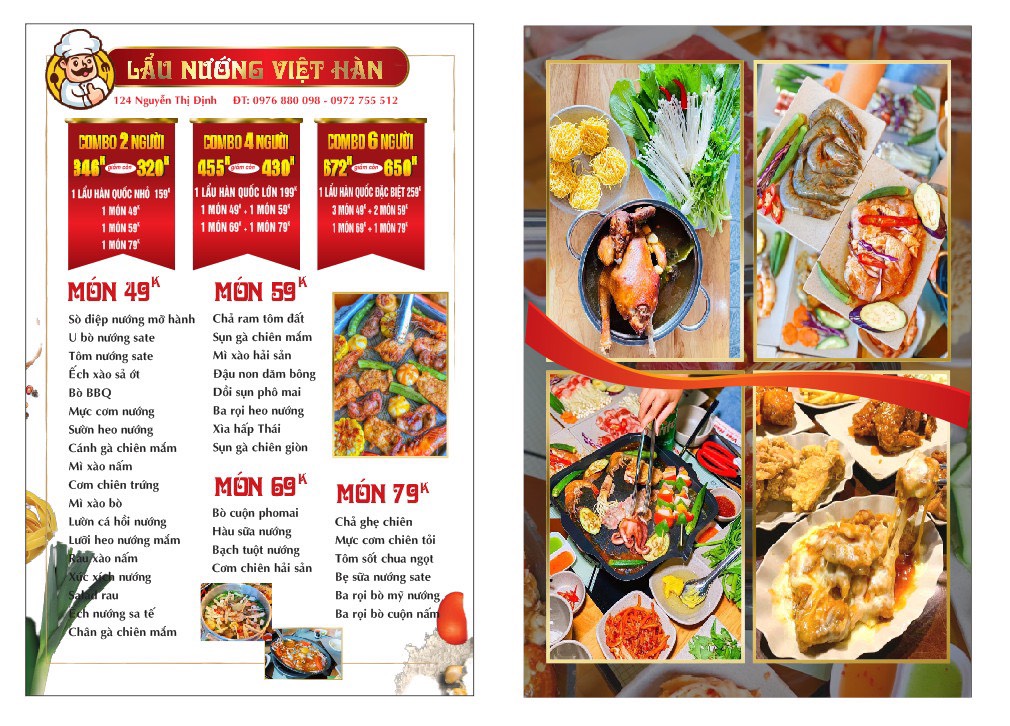 LẨU NƯỚNG VIỆT HÀN
124 Nguyễn Thị Định ĐT: 0976 880 098 - 0972 755 512
COMBO 2 NGƯỜI
346K giảm còn 320K
1 LẨU HÀN QUỐC NHỎ 159K
1 MÓN 49K
1 MÓN 59K
1 MÓN 79K
COMBO 4 NGƯỜI
455K giảm còn 430K
1 LẨU HÀN QUỐC LỚN 199K
1 MÓN 49K + 1 MÓN 59K
1 MÓN 69K + 1 MÓN 79K
COMBO 6 NGƯỜI
672K giảm còn 650K
1 LẨU HÀN QUỐC ĐẶC BIỆT 259K
3 MÓN 49K + 2 MÓN 59K
1 MÓN 69K + 1 MÓN 79K
MÓN 49K
Sò điệp nướng mỡ hành
U bò nướng sate
Tôm nướng sate
Ếch xào sả ớt
Bò BBQ
Mực cơm nướng
Sườn heo nướng
Cánh gà chiên mắm
Mì xào nấm
Cơm chiên trứng
Mì xào bò
Lườn cá hồi nướng
Lưỡi heo nướng mắm
Rau xào nấm
Xúc xích nướng
Salad rau
Ếch nướng sa tế
Chân gà chiên mắm
MÓN 59K
Chả ram tôm đất
Sụn gà chiên mắm
Mì xào hải sản
Đậu non dăm bông
Dồi sụn phô mai
Ba rọi heo nướng
Xìa hấp Thái
Sụn gà chiên giòn
MÓN 69K
Bò cuộn phomai
Hàu sữa nướng
Bạch tuột nướng
Cơm chiên hải sản
MÓN 79K
Chả ghẹ chiên
Mực cơm chiên tỏi
Tôm sốt chua ngọt
Bẹ sữa nướng sate
Ba rọi bò mỹ nướng
Ba rọi bò cuộn nấm